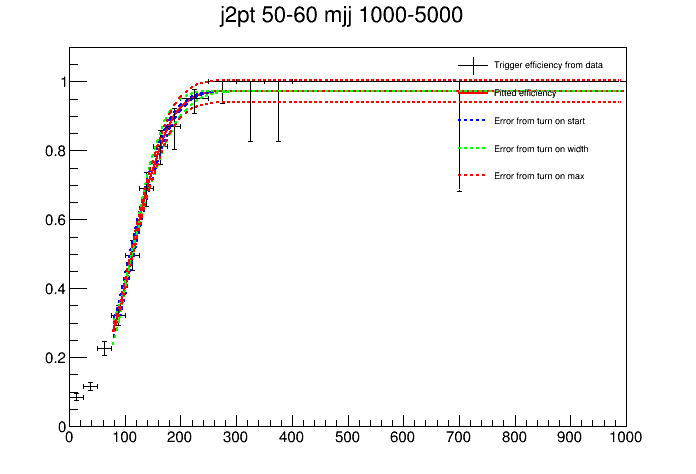 j2pt 50-60 mjj 1000-5000
Trigger efficiency from data
Fitted efficiency
Error from turn on start
Error from turn on width
Error from turn on max
1
0.8
0.6
0.4
0.2
0
0 100 200 300 400 500 600 700 800 900 1000